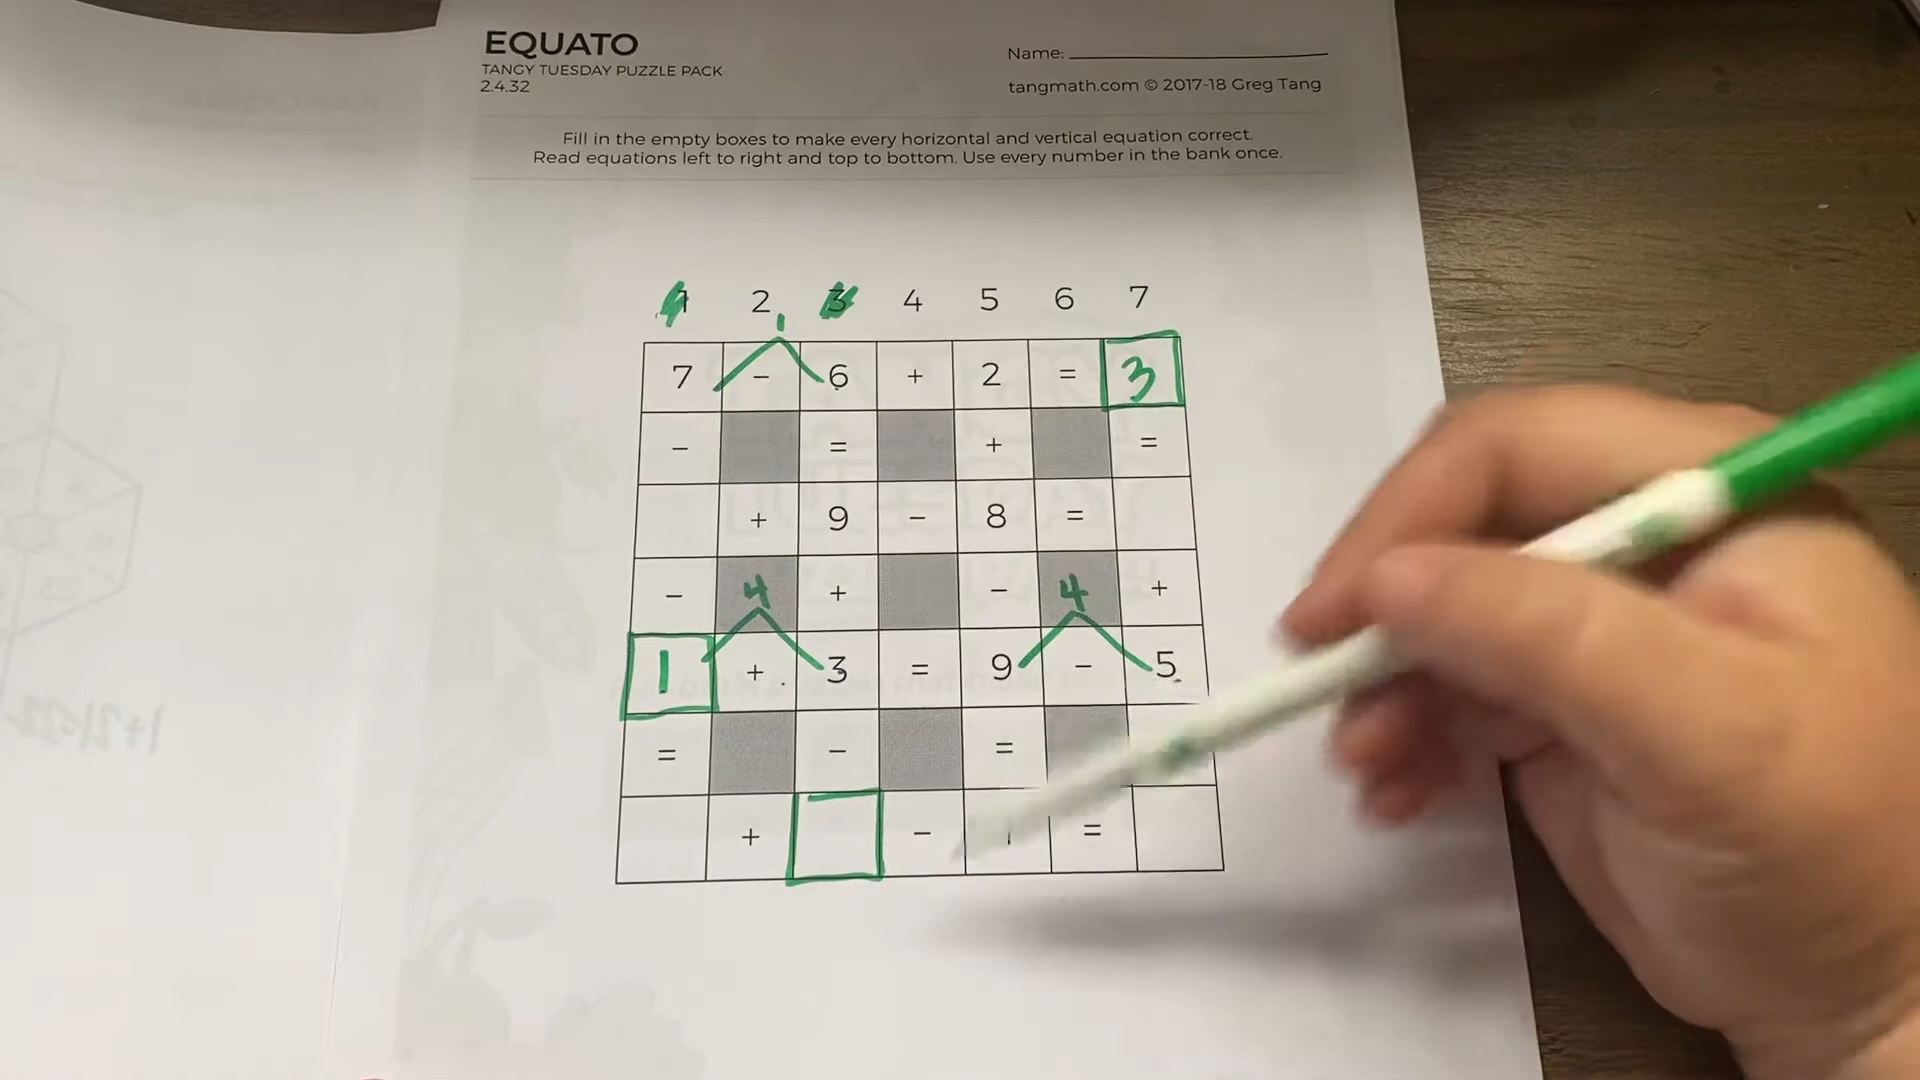 EQUATO
TANGY TUESDAY PUZZLE PACK
2.4.32
Name:
tangmath.com © 2017-18 Greg Tang
Fill in the empty boxes to make every horizontal and vertical equation correct.
Read equations left to right and top to bottom. Use every number in the bank once.
1 2 3 4 5 6 7
1
7 - 6 + 2 = 3
- = + =
+ 9 - 8 =
- 4 + - 4 +
1 + 3 = 9 - 5
= - =
+ - =